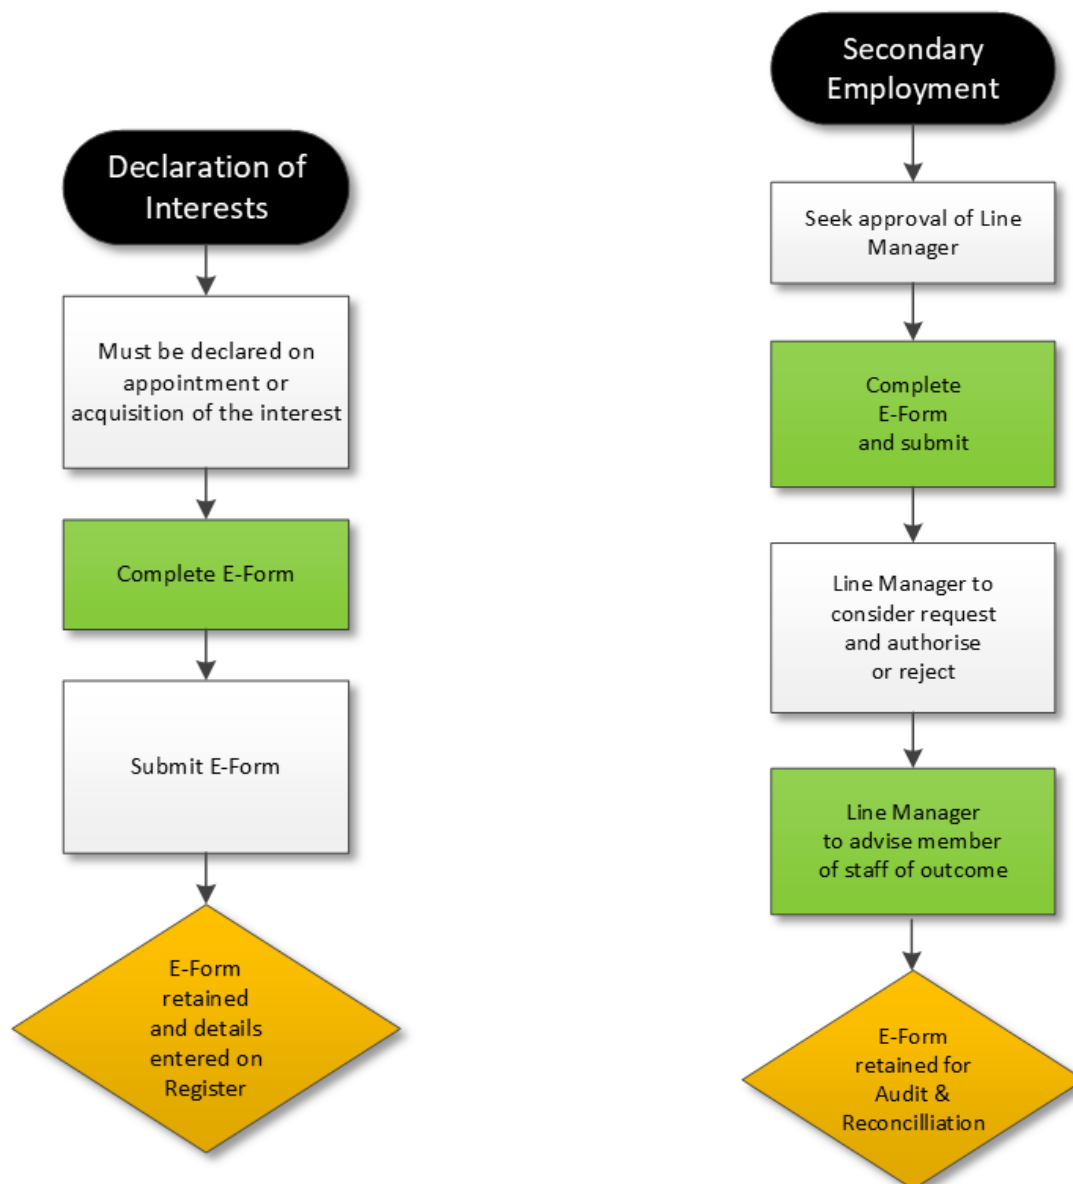 Declaration of
Interests
Must be declared on
appointment or
acquisition of the interest
Complete E-Form
Submit E-Form
E-Form
retained
and details
entered on
Register
Secondary
Employment
Seek approval of Line
Manager
Complete
E-Form
and submit
Line Manager to
consider request
and authorise
or reject
Line Manager
to advise member
of staff of outcome
E-Form
retained for
Audit &
Reconcilliation